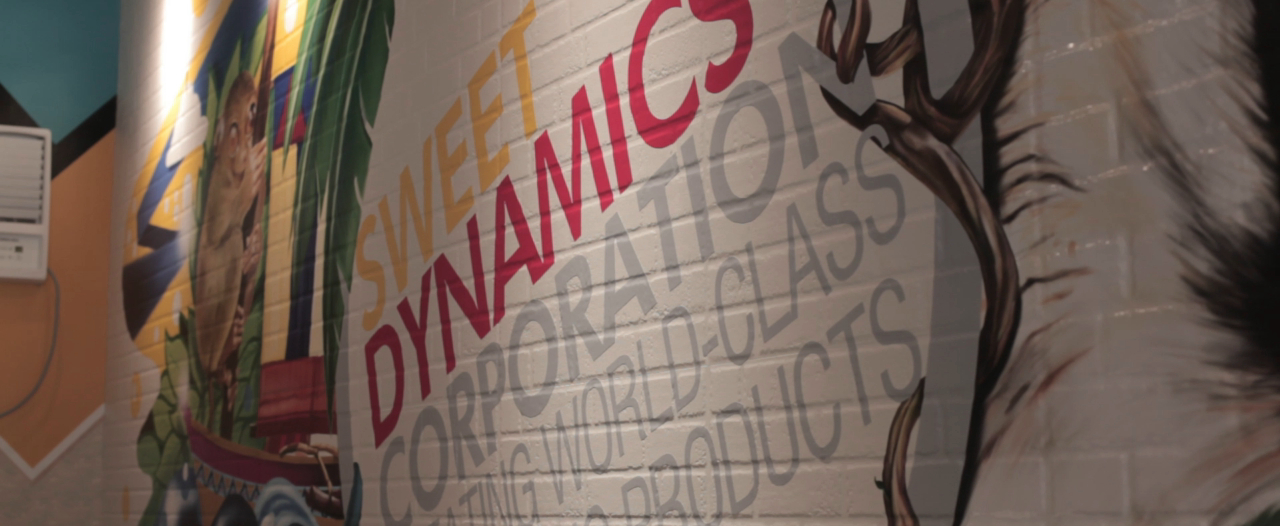 SWEET
DYNAMICS
CORPORATION
WORLD-CLASS
PRODUCTS